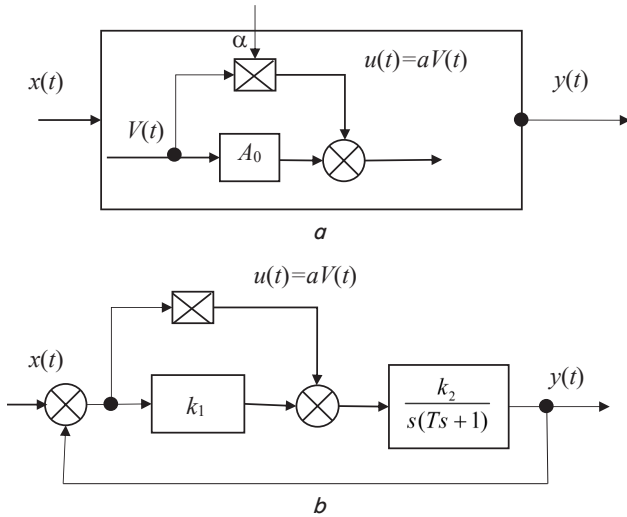 α
u(t)=aV(t)
x(t)
y(t)
V(t)
A₀
a
u(t)=aV(t)
x(t)
y(t)
k₁
k₂
s(Ts+1)
b